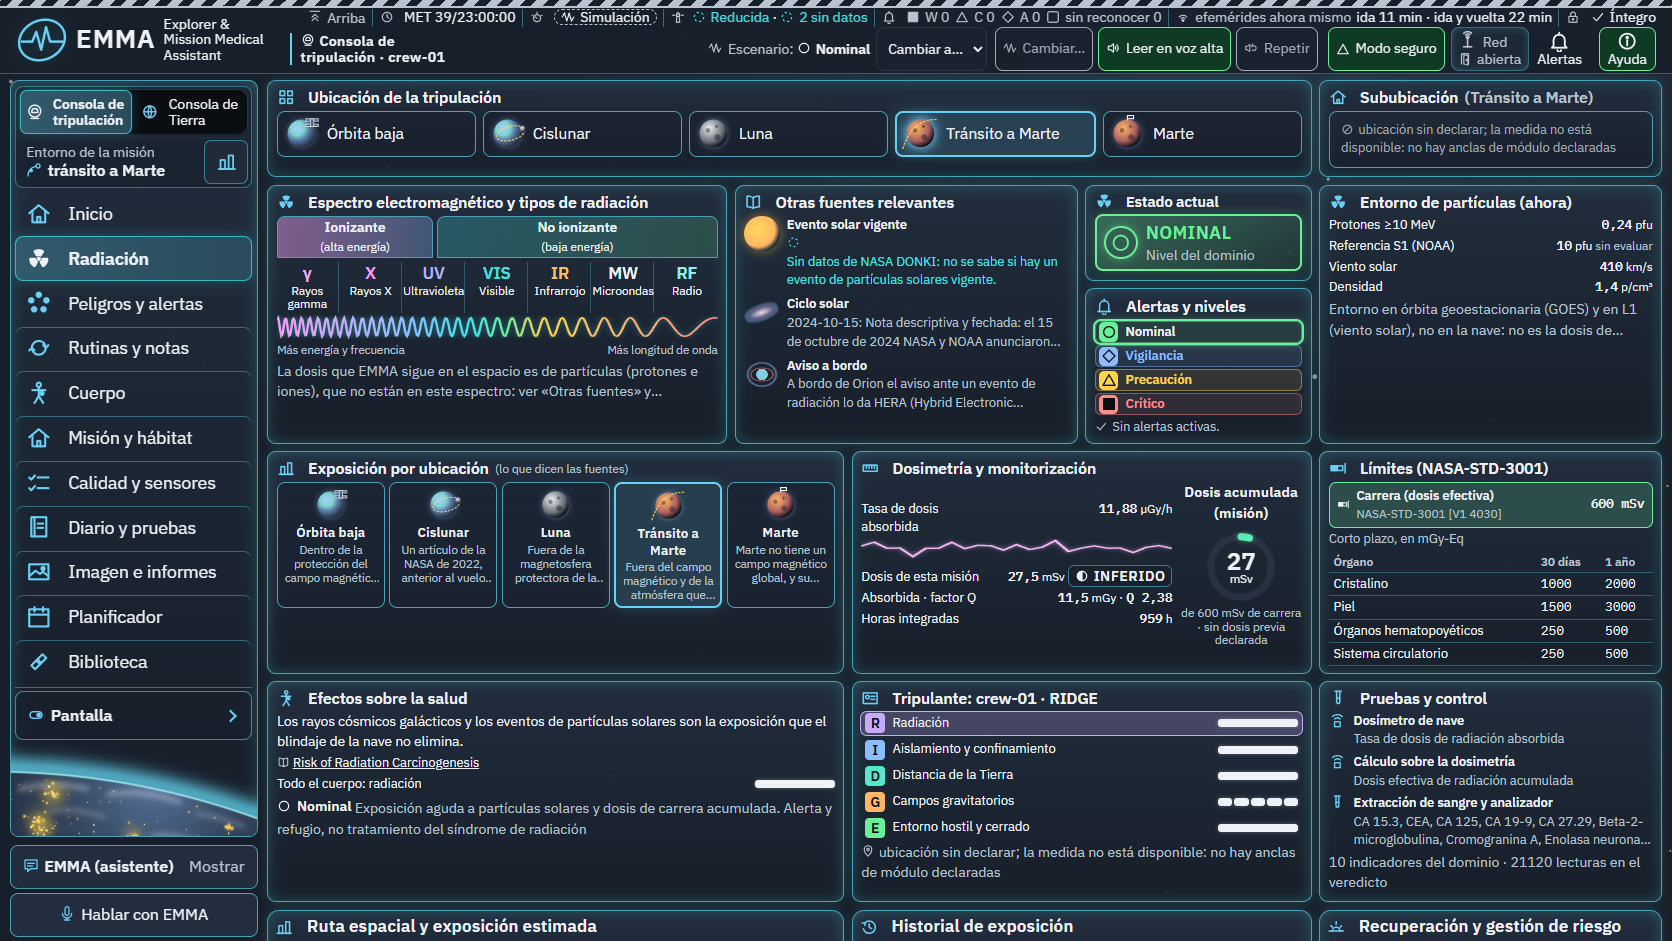 Arriba
MET 39/23:00:00
Simulación
Reducida · 2 sin datos
W 0 C 0 A 0 sin reconocer 0
efemérides ahora mismo ida 11 min · ida y vuelta 22 min
Íntegro
EMMA
Explorer &
Mission Medical
Assistant
Consola de
tripulación · crew-01
Escenario: Nominal
Cambiar a...
Cambiar...
Leer en voz alta
Repetir
Modo seguro
Red
abierta
Alertas
Ayuda
Consola de
tripulación
Consola de
Tierra
Entorno de la misión
tránsito a Marte
Inicio
Radiación
Peligros y alertas
Rutinas y notas
Cuerpo
Misión y hábitat
Calidad y sensores
Diario y pruebas
Imagen e informes
Planificador
Biblioteca
Pantalla
EMMA (asistente) Mostrar
Hablar con EMMA
Ubicación de la tripulación
Órbita baja
Cislunar
Luna
Tránsito a Marte
Marte
Sububicación (Tránsito a Marte)
ubicación sin declarar; la medida no está
disponible: no hay anclas de módulo declaradas
Espectro electromagnético y tipos de radiación
Ionizante
(alta energía)
No ionizante
(baja energía)
γ X UV VIS IR MW RF
Rayos
gamma
Rayos X Ultravioleta Visible Infrarrojo Microondas Radio
Más energía y frecuencia Más longitud de onda
La dosis que EMMA sigue en el espacio es de partículas (protones e
iones), que no están en este espectro: ver «Otras fuentes» y...
Otras fuentes relevantes
Evento solar vigente
Sin datos de NASA DONKI: no se sabe si hay un
evento de partículas solares vigente.
Ciclo solar
2024-10-15: Nota descriptiva y fechada: el 15
de octubre de 2024 NASA y NOAA anunciaron...
Aviso a bordo
A bordo de Orion el aviso ante un evento de
radiación lo da HERA (Hybrid Electronic...
Estado actual
NOMINAL
Nivel del dominio
Alertas y niveles
Nominal
Vigilancia
Precaución
Crítico
Sin alertas activas.
Entorno de partículas (ahora)
Protones ≥10 MeV 0,24 pfu
Referencia S1 (NOAA) 10 pfu sin evaluar
Viento solar 410 km/s
Densidad 1,4 p/cm³
Entorno en órbita geoestacionaria (GOES) y en L1
(viento solar), no en la nave: no es la dosis de...
Exposición por ubicación (lo que dicen las fuentes)
Órbita baja
Dentro de la
protección del
campo magnétic...
Cislunar
Un artículo de la
NASA de 2022,
anterior al vuelo..
Luna
Fuera de la
magnetosfera
protectora de la..
Tránsito a
Marte
Fuera del campo
magnético y de la
atmósfera que...
Marte
Marte no tiene un
campo magnético
global, y su...
Dosimetría y monitorización
Tasa de dosis
absorbida
11,88 µGy/h
Dosis de esta misión 27,5 mSv INFERIDO
Absorbida · factor Q 11,5 mGy · Q 2,38
Horas integradas 959 h
Dosis acumulada
(misión)
27
mSv
de 600 mSv de carrera
· sin dosis previa
declarada
Límites (NASA-STD-3001)
Carrera (dosis efectiva) 600 mSv
NASA-STD-3001 [V1 4030]
Corto plazo, en mGy-Eq
Órgano 30 días 1 año
Cristalino 1000 2000
Piel 1500 3000
Órganos hematopoyéticos 250 500
Sistema circulatorio 250 500
Efectos sobre la salud
Los rayos cósmicos galácticos y los eventos de partículas solares son la exposición que el
blindaje de la nave no elimina.
Risk of Radiation Carcinogenesis
Todo el cuerpo: radiación
Nominal Exposición aguda a partículas solares y dosis de carrera acumulada. Alerta y
refugio, no tratamiento del síndrome de radiación
Tripulante: crew-01 · RIDGE
R Radiación
I Aislamiento y confinamiento
D Distancia de la Tierra
G Campos gravitatorios
E Entorno hostil y cerrado
ubicación sin declarar; la medida no está disponible: no hay anclas
de módulo declaradas
Pruebas y control
Dosímetro de nave
Tasa de dosis de radiación absorbida
Cálculo sobre la dosimetría
Dosis efectiva de radiación acumulada
Extracción de sangre y analizador
CA 15.3, CEA, CA 125, CA 19-9, CA 27.29, Beta-2-
microglobulina, Cromogranina A, Enolasa neurona...
10 indicadores del dominio · 21120 lecturas en el
veredicto
Ruta espacial y exposición estimada
Historial de exposición
Recuperación y gestión de riesgo